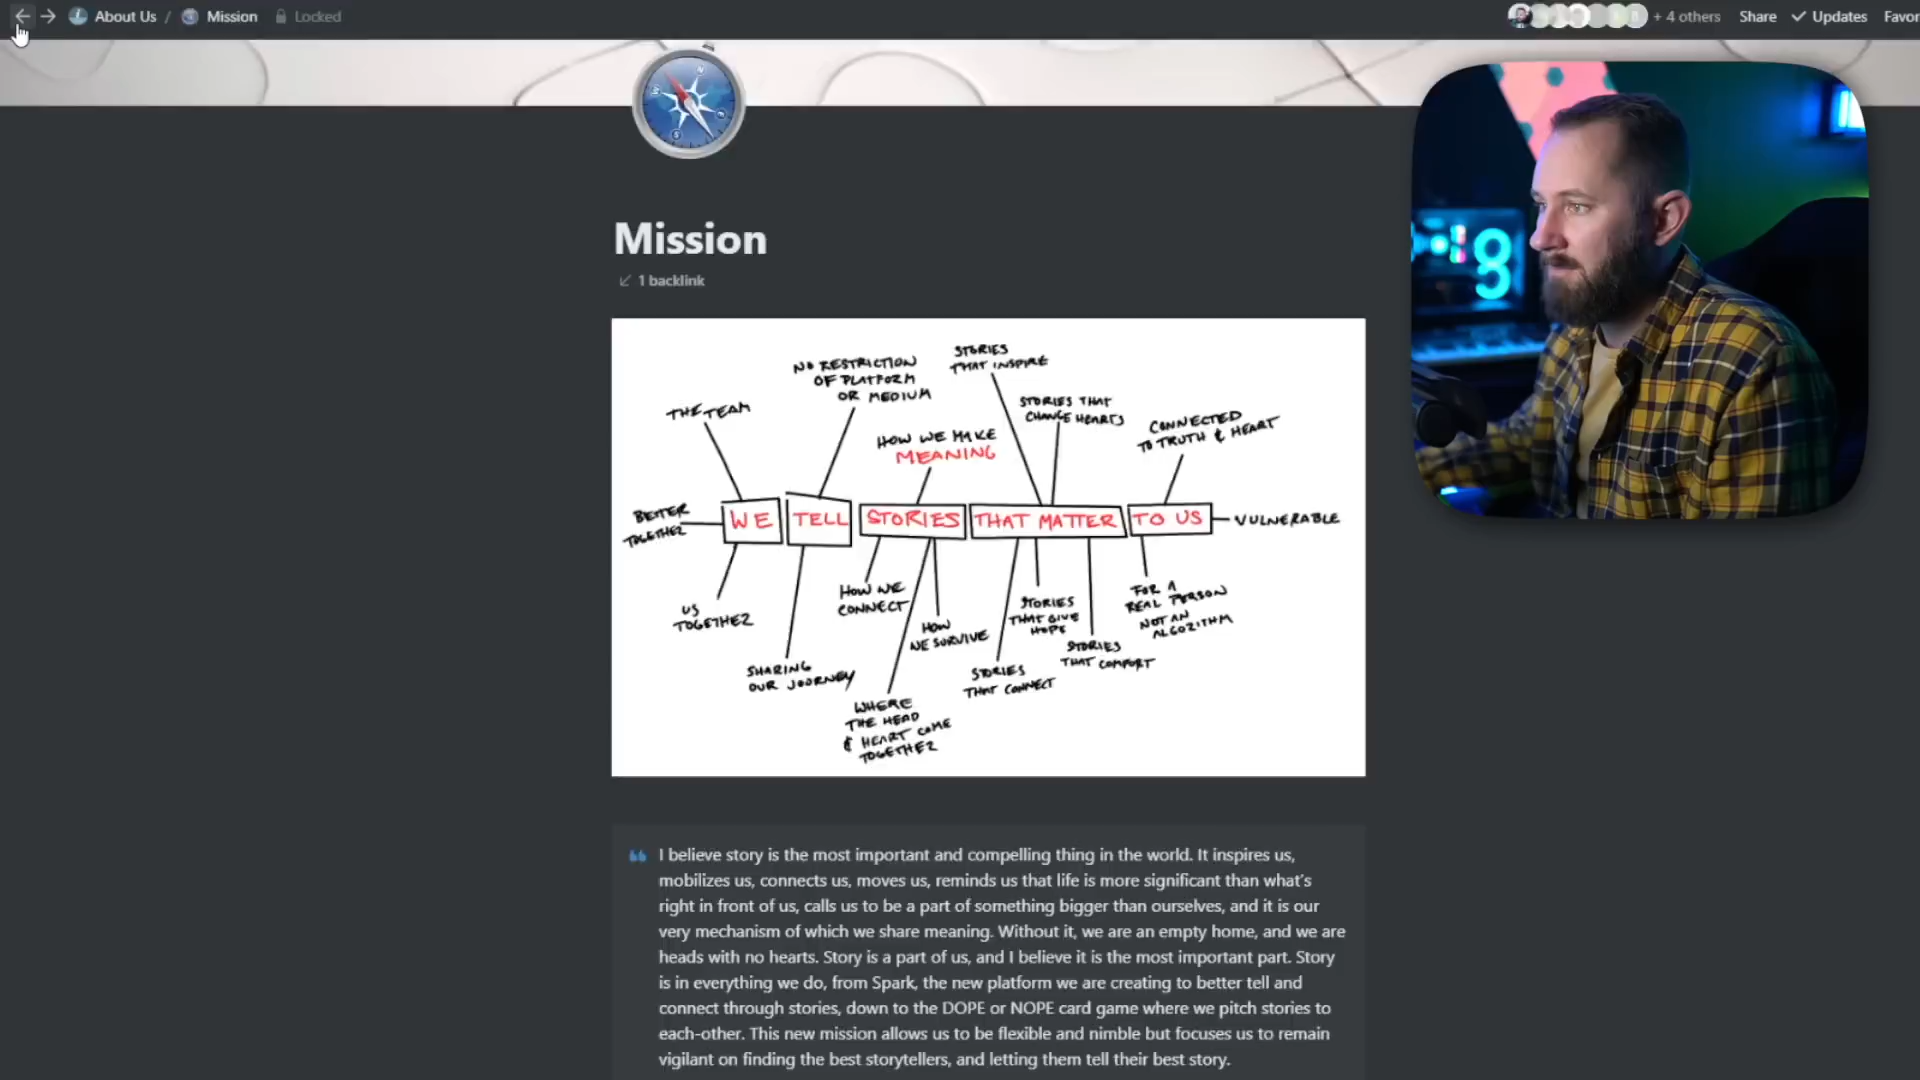 About Us / Mission Locked
+ 4 others Share Updates Favor
Mission
1 backlink
THE TEAM
NO RESTRICTION
OF PLATFORM
OR MEDIUM
STORIES
THAT INSPIRE
HOW WE MAKE
MEANING
STORIES THAT
CHANGE HEARTS
CONNECTED
TO TRUTH & HEART
BETTER
TOGETHER
WE TELL STORIES THAT MATTER TO US
VULNERABLE
US
TOGETHER
SHARING
OUR JOURNEY
HOW WE
CONNECT
HOW
WE SURVIVE
WHERE
THE HEAD
& HEART COME
TOGETHER
STORIES
THAT CONNECT
STORIES
THAT GIVE
HOPE
STORIES
THAT COMFORT
FOR A
REAL PERSON
NOT AN
ALGORITHM
I believe story is the most important and compelling thing in the world. It inspires us,
mobilizes us, connects us, moves us, reminds us that life is more significant than what's
right in front of us, calls us to be a part of something bigger than ourselves, and it is our
very mechanism of which we share meaning. Without it, we are an empty home, and we are
heads with no hearts. Story is a part of us, and I believe it is the most important part. Story
is in everything we do, from Spark, the new platform we are creating to better tell and
connect through stories, down to the DOPE or NOPE card game where we pitch stories to
each-other. This new mission allows us to be flexible and nimble but focuses us to remain
vigilant on finding the best storytellers, and letting them tell their best story.